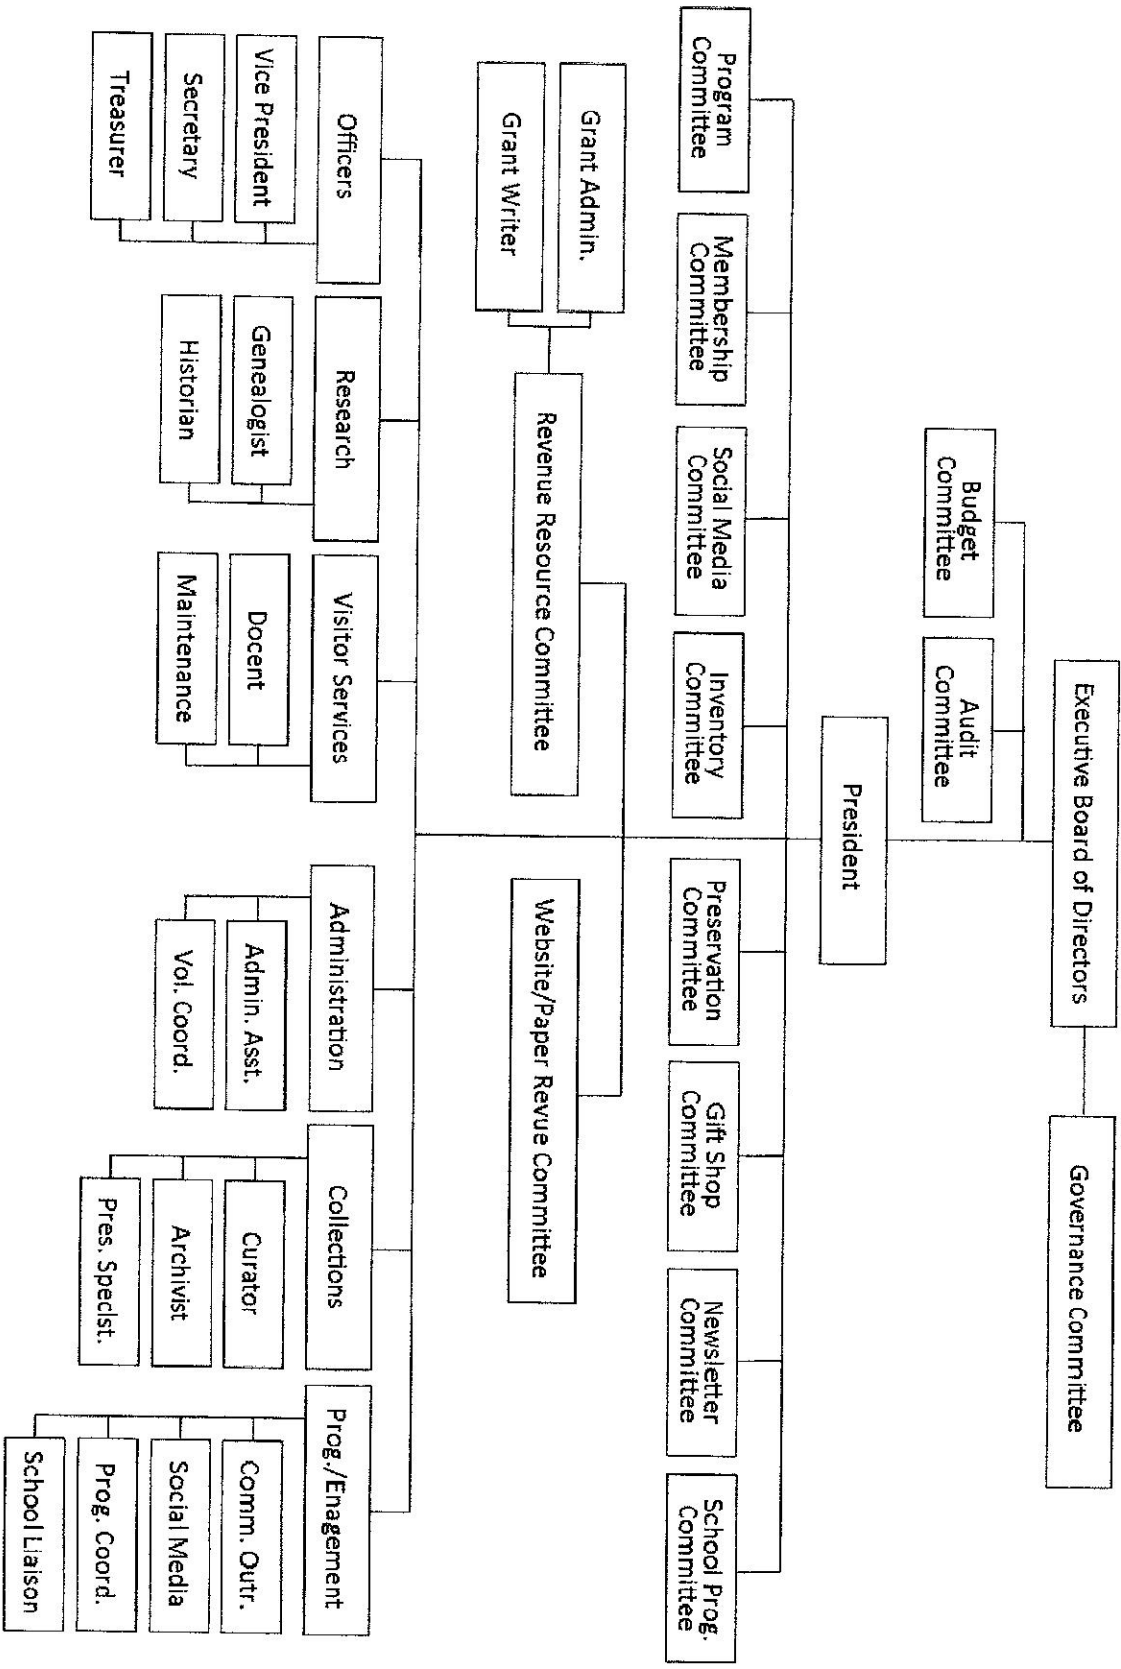 Executive Board of Directors
Governance Committee
Budget
Committee
Audit
Committee
President
Program
Committee
Membership
Committee
Social Media
Committee
Inventory
Committee
Preservation
Committee
Gift Shop
Committee
Newsletter
Committee
School Prog.
Committee
Grant Admin.
Grant Writer
Revenue Resource Committee
Website/Paper Revue Committee
Officers
Vice President
Secretary
Treasurer
Research
Genealogist
Historian
Visitor Services
Docent
Maintenance
Administration
Admin. Asst.
Vol. Coord.
Collections
Curator
Archivist
Pres. Speclst.
Prog./Enagement
Comm. Outr.
Social Media
Prog. Coord.
School Liaison